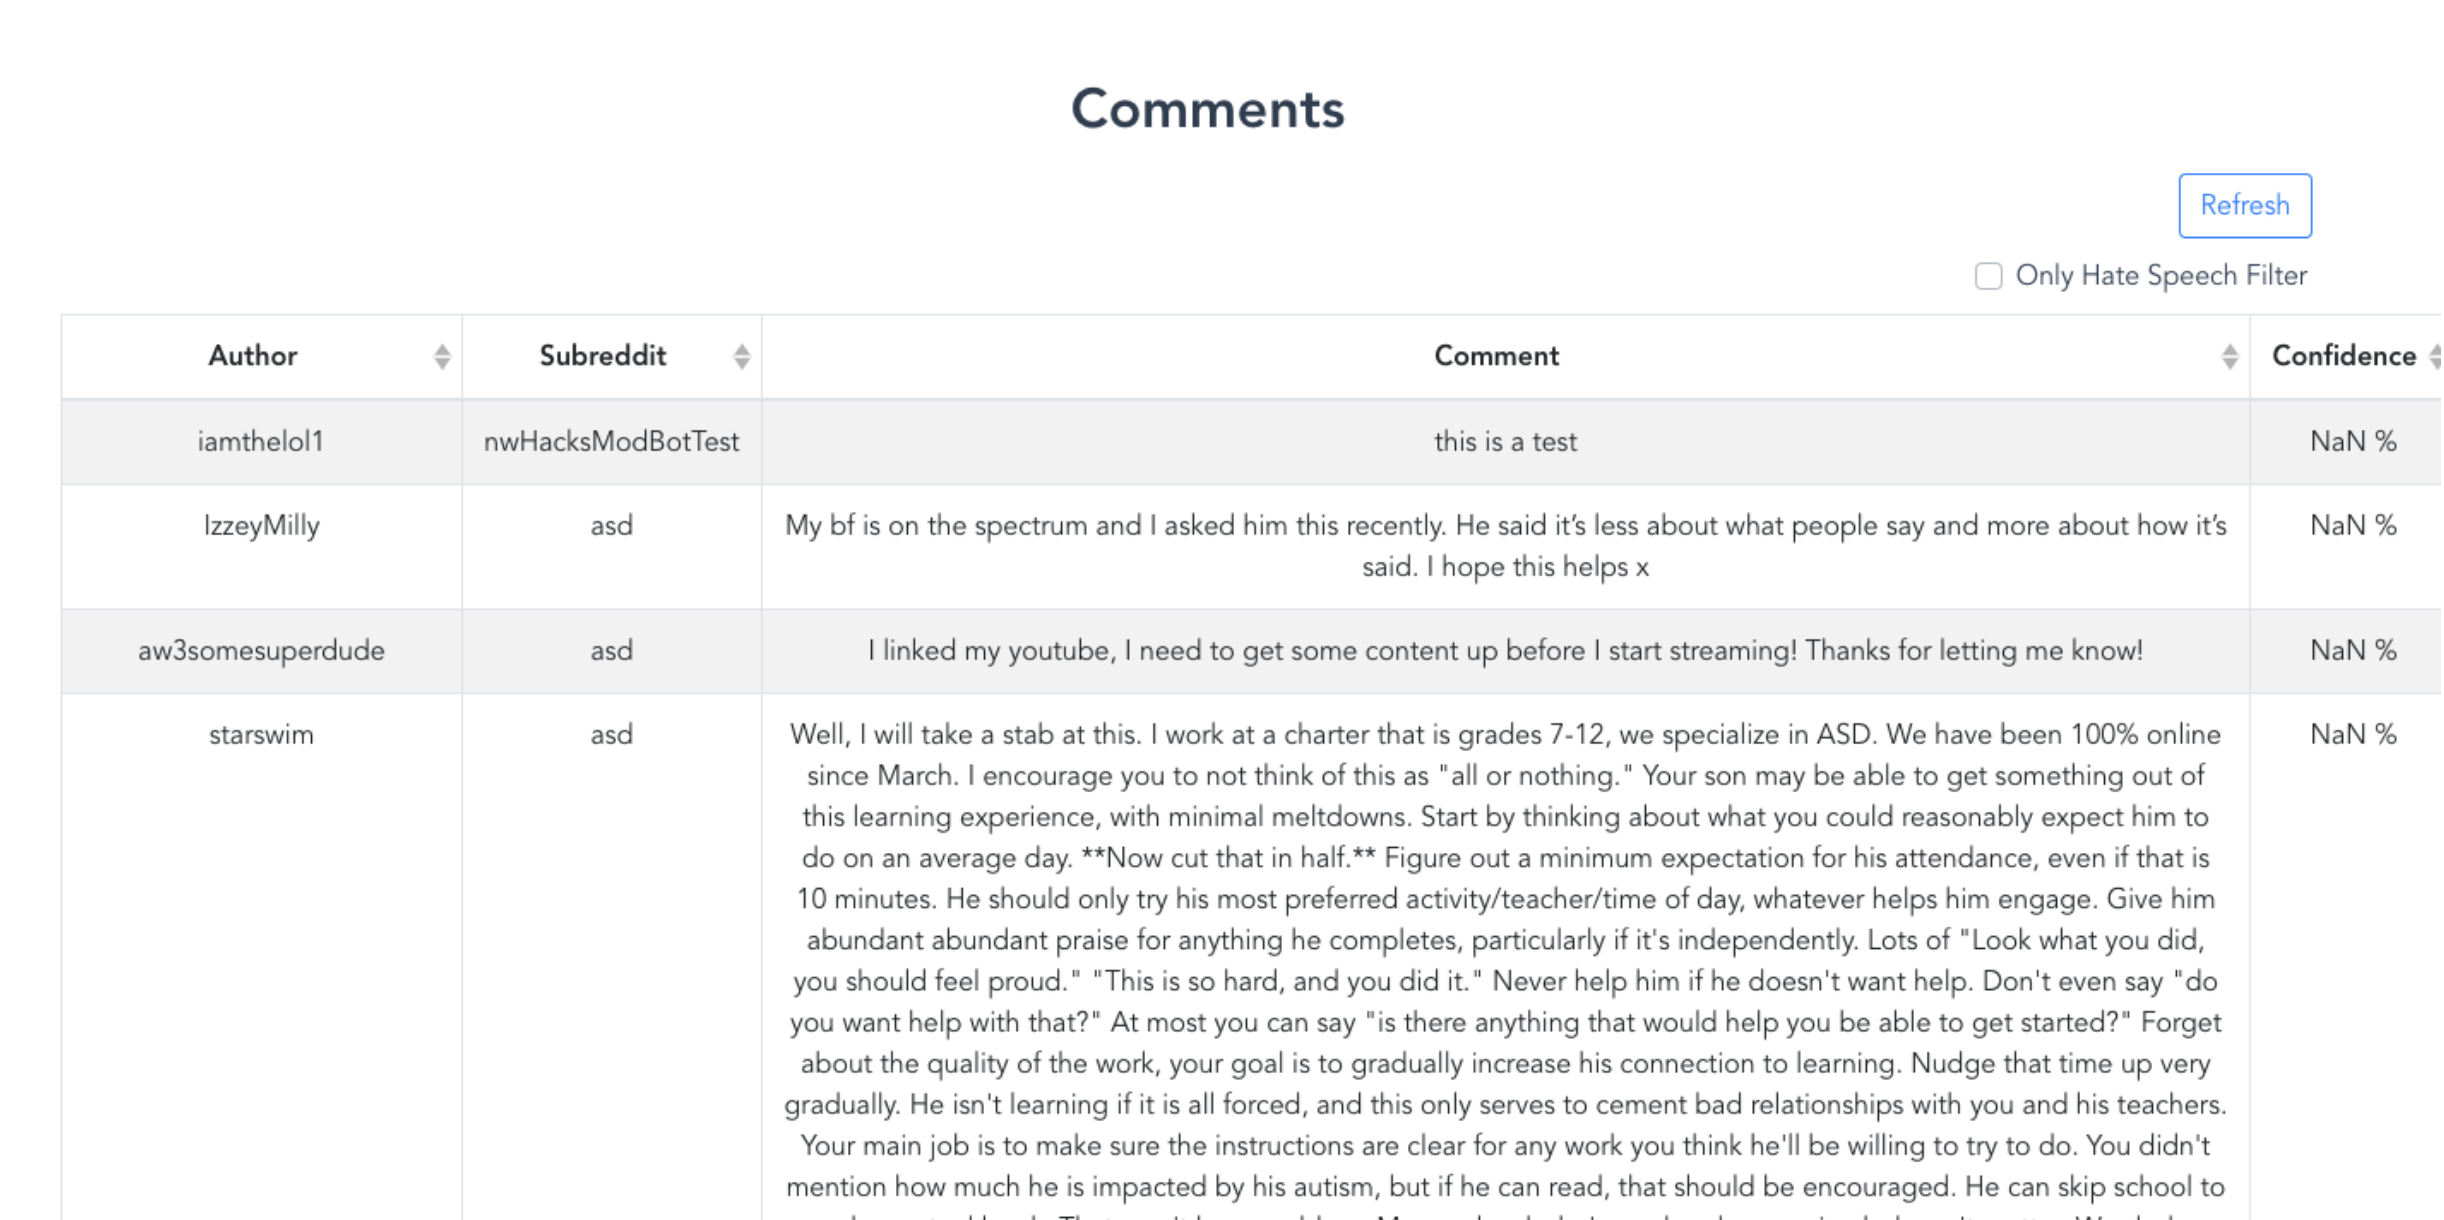 Comments
Refresh
Only Hate Speech Filter
Author Subreddit Comment Confidence
iamthelol1 nwHacksModBotTest this is a test NaN %
IzzeyMilly asd My bf is on the spectrum and I asked him this recently. He said it’s less about what people say and more about how it’s NaN %
said. I hope this helps x
aw3somesuperdude asd I linked my youtube, I need to get some content up before I start streaming! Thanks for letting me know! NaN %
starswim asd Well, I will take a stab at this. I work at a charter that is grades 7-12, we specialize in ASD. We have been 100% online NaN %
since March. I encourage you to not think of this as "all or nothing." Your son may be able to get something out of
this learning experience, with minimal meltdowns. Start by thinking about what you could reasonably expect him to
do on an average day. **Now cut that in half.** Figure out a minimum expectation for his attendance, even if that is
10 minutes. He should only try his most preferred activity/teacher/time of day, whatever helps him engage. Give him
abundant abundant praise for anything he completes, particularly if it's independently. Lots of "Look what you did,
you should feel proud." "This is so hard, and you did it." Never help him if he doesn't want help. Don't even say "do
you want help with that?" At most you can say "is there anything that would help you be able to get started?" Forget
about the quality of the work, your goal is to gradually increase his connection to learning. Nudge that time up very
gradually. He isn't learning if it is all forced, and this only serves to cement bad relationships with you and his teachers.
Your main job is to make sure the instructions are clear for any work you think he'll be willing to try to do. You didn't
mention how much he is impacted by his autism, but if he can read, that should be encouraged. He can skip school to